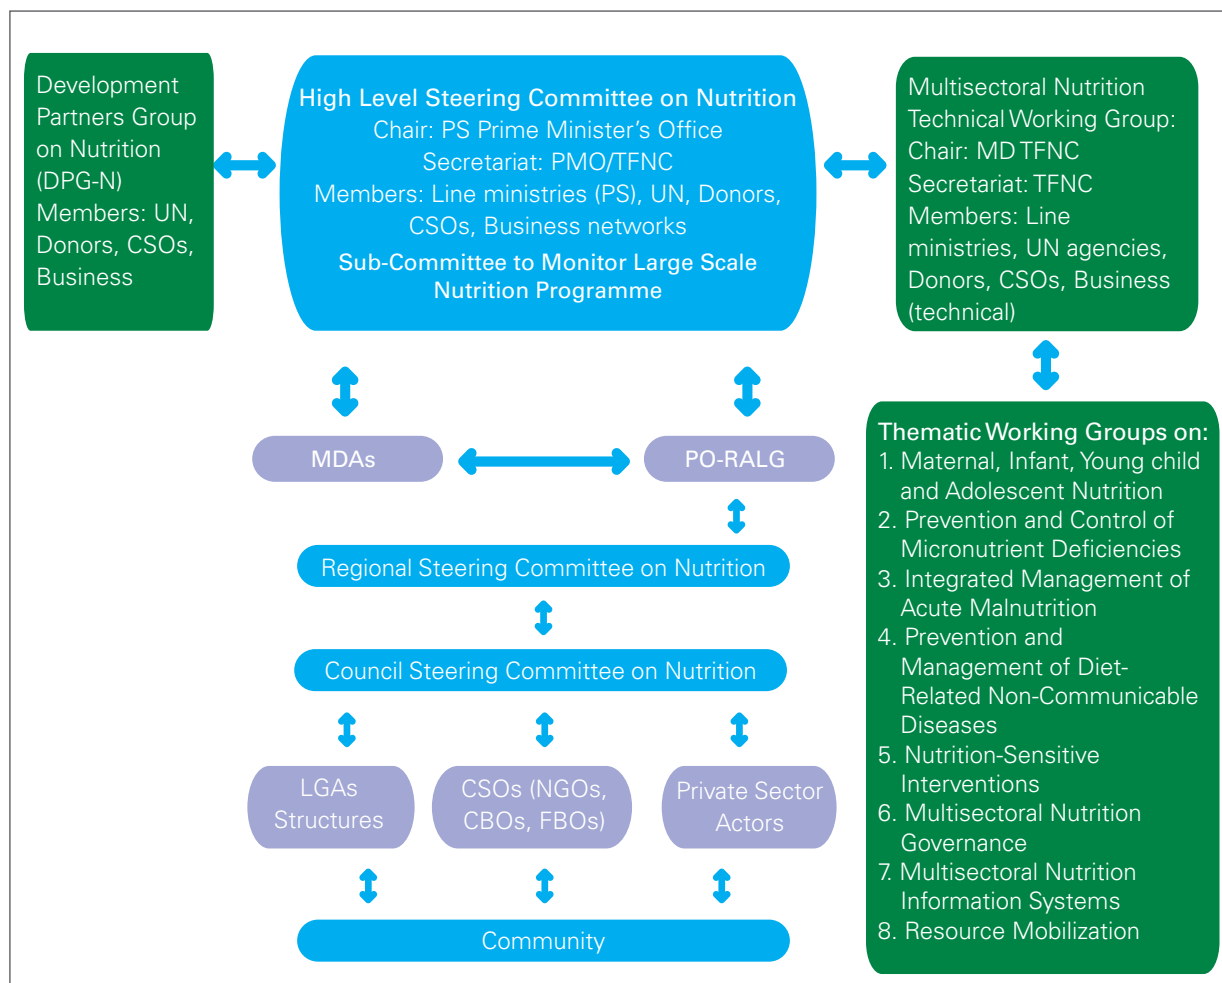 Development
Partners Group
on Nutrition
(DPG-N)
Members: UN,
Donors, CSOs,
Business
High Level Steering Committee on Nutrition
Chair: PS Prime Minister’s Office
Secretariat: PMO/TFNC
Members: Line ministries (PS), UN, Donors,
CSOs, Business networks
Sub-Committee to Monitor Large Scale
Nutrition Programme
Multisectoral Nutrition
Technical Working Group:
Chair: MD TFNC
Secretariat: TFNC
Members: Line
ministries, UN agencies,
Donors, CSOs, Business
(technical)
MDAs
PO-RALG
Regional Steering Committee on Nutrition
Council Steering Committee on Nutrition
LGAs
Structures
CSOs (NGOs,
CBOs, FBOs)
Private Sector
Actors
Community
Thematic Working Groups on:
1. Maternal, Infant, Young child
and Adolescent Nutrition
2. Prevention and Control of
Micronutrient Deficiencies
3. Integrated Management of
Acute Malnutrition
4. Prevention and
Management of Diet-
Related Non-Communicable
Diseases
5. Nutrition-Sensitive
Interventions
6. Multisectoral Nutrition
Governance
7. Multisectoral Nutrition
Information Systems
8. Resource Mobilization